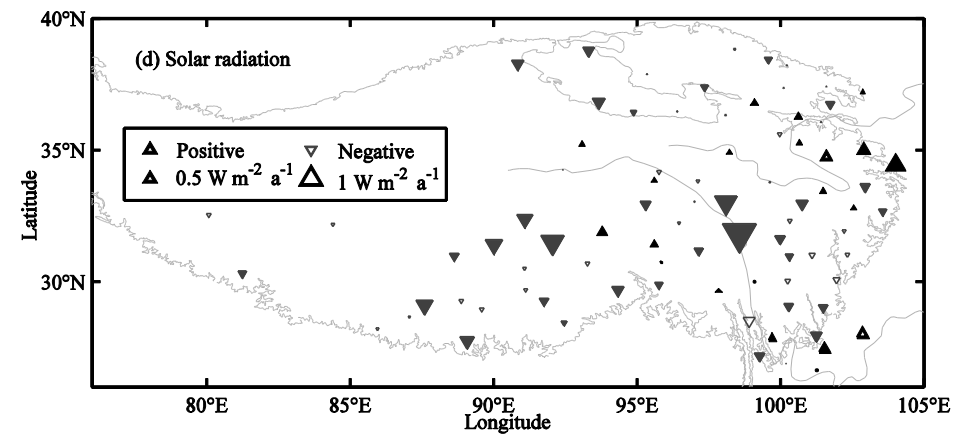 40°N
(d) Solar radiation
35°N
Positive
Negative
0.5 W m⁻² a⁻¹
1 W m⁻² a⁻¹
Latitude
30°N
80°E 85°E 90°E 95°E 100°E 105°E
Longitude